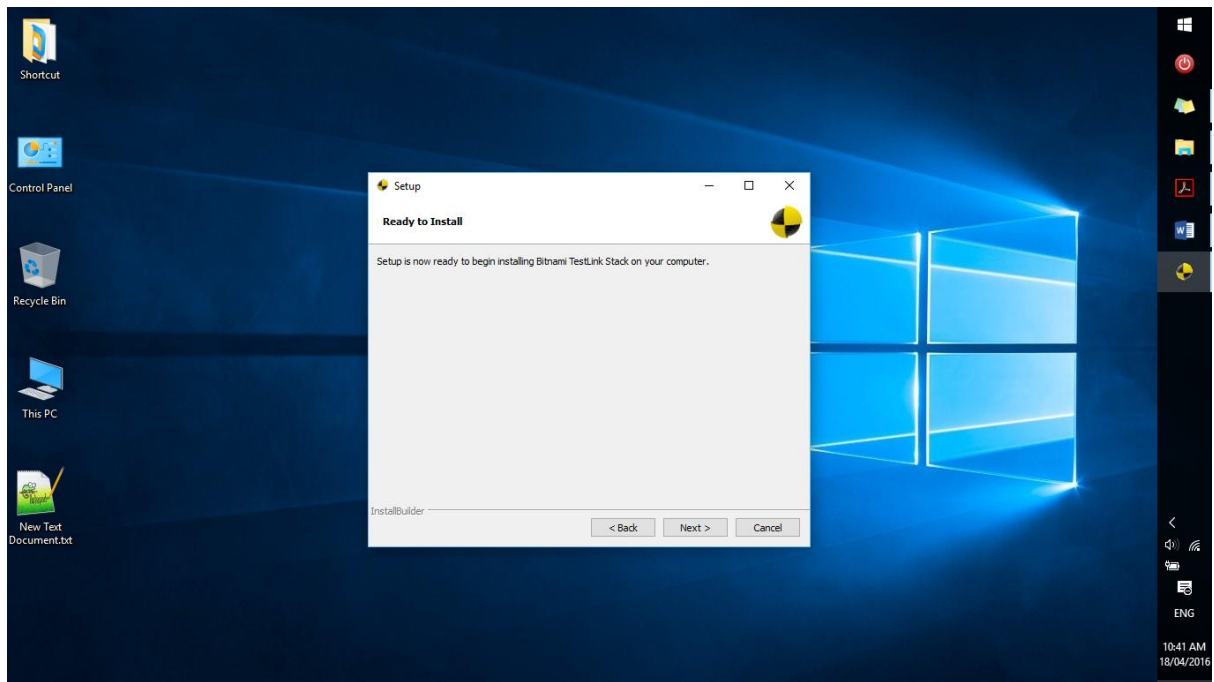 Shortcut
Control Panel
Recycle Bin
This PC
New Text
Document.txt
Setup
Ready to Install
Setup is now ready to begin installing Bitnami TestLink Stack on your computer.
InstallBuilder
< Back
Next >
Cancel
ENG
10:41 AM
18/04/2016